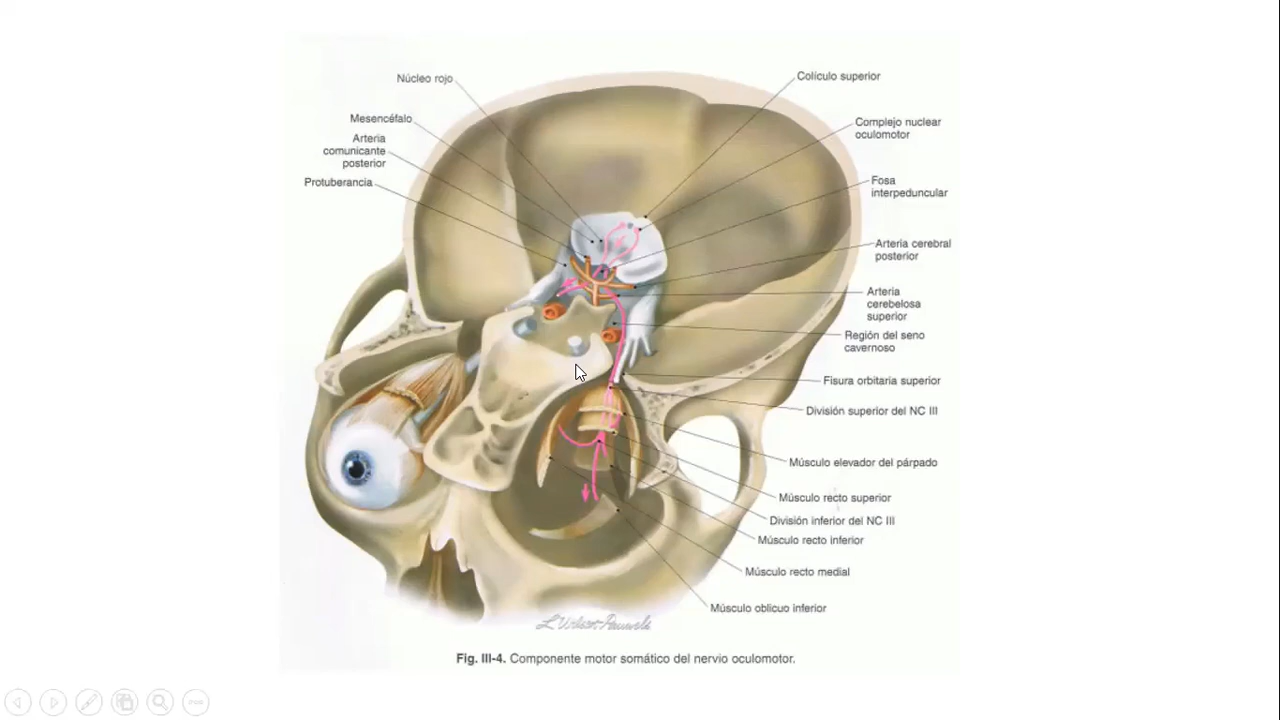 Núcleo rojo
Mesencéfalo
Arteria
comunicante
posterior
Protuberancia
Colículo superior
Complejo nuclear
oculomotor
Fosa
interpeduncular
Arteria cerebral
posterior
Arteria
cerebelosa
superior
Región del seno
cavernoso
Fisura orbitaria superior
División superior del NC III
Músculo elevador del párpado
Músculo recto superior
División inferior del NC III
Músculo recto inferior
Músculo recto medial
Músculo oblicuo inferior
Fig. III-4. Componente motor somático del nervio oculomotor.